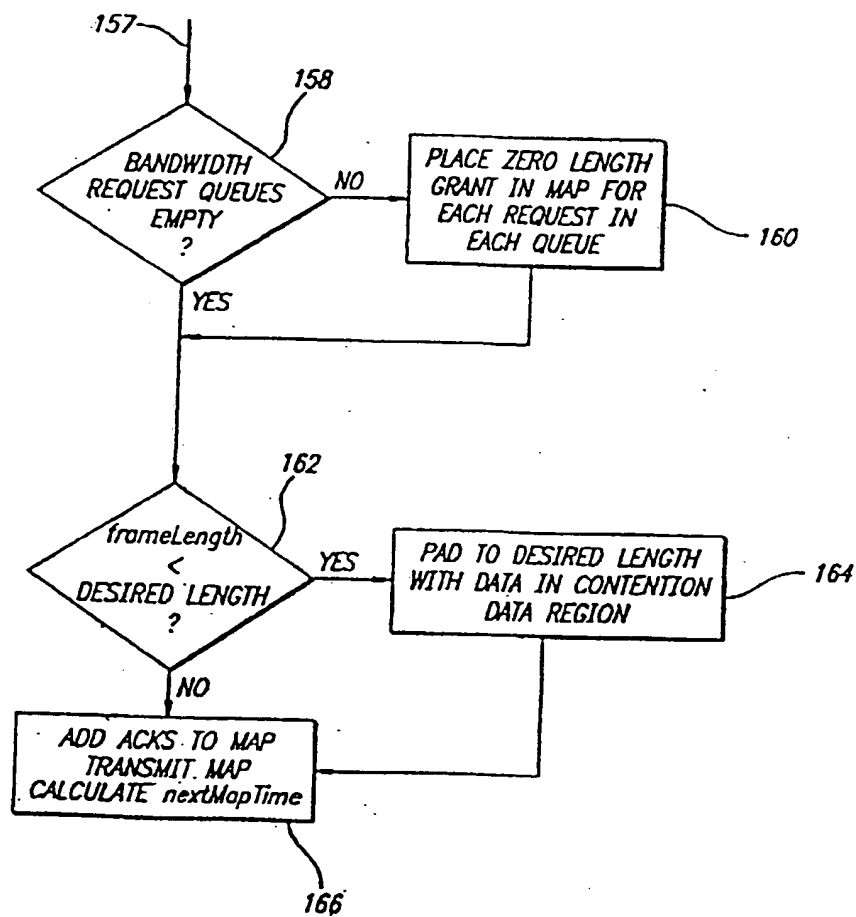 157
158
BANDWIDTH
REQUEST QUEUES
EMPTY
?
NO
PLACE ZERO LENGTH
GRANT IN MAP FOR
EACH REQUEST IN
EACH QUEUE
160
YES
162
frameLength
<
DESIRED LENGTH
?
YES
PAD TO DESIRED LENGTH
WITH DATA IN CONTENTION
DATA REGION
164
NO
ADD ACKS TO MAP
TRANSMIT MAP
CALCULATE nextMapTime
166